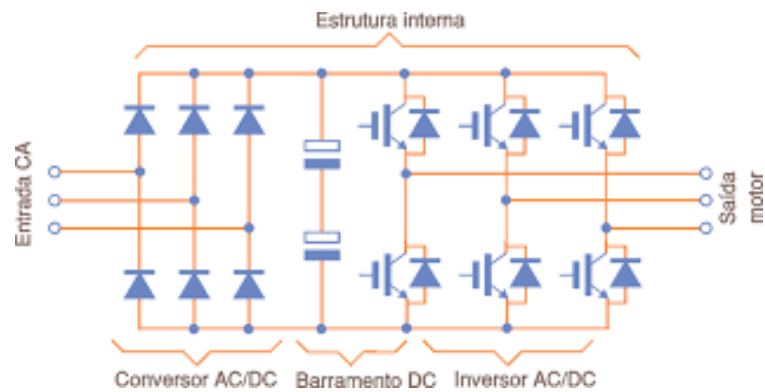 Estrutura interna
Entrada CA
Saída
motor
Conversor AC/DC
Barramento DC
Inversor AC/DC